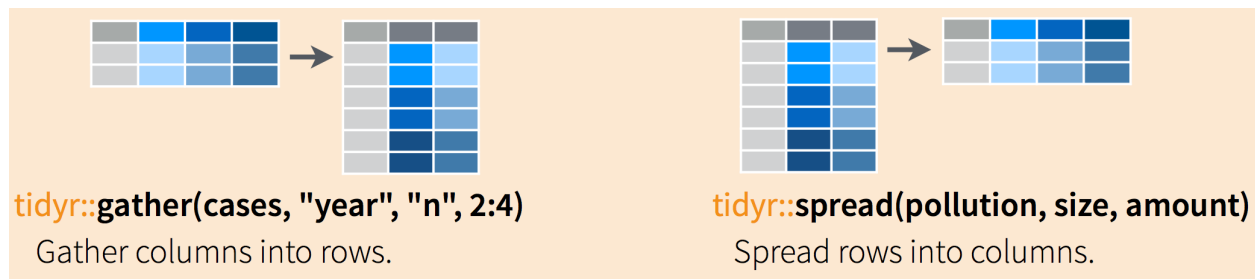 tidyr::gather(cases, "year", "n", 2:4)
Gather columns into rows.
tidyr::spread(pollution, size, amount)
Spread rows into columns.